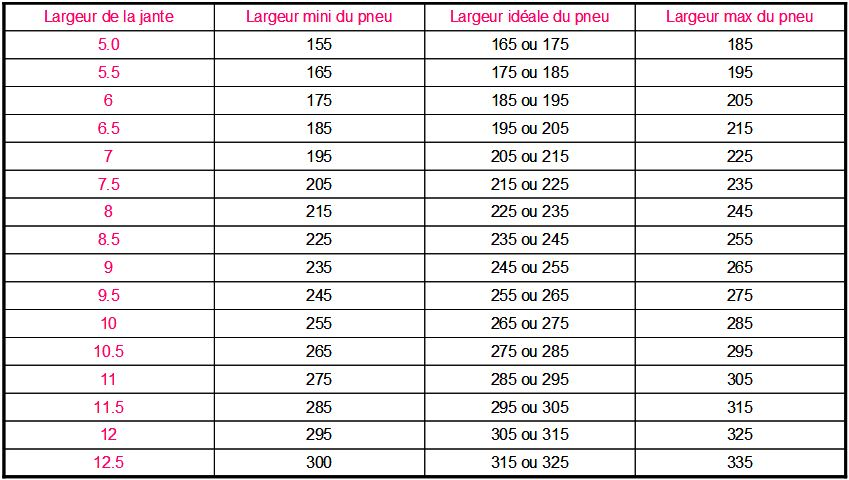 Largeur de la jante Largeur mini du pneu Largeur idéale du pneu Largeur max du pneu
5.0 155 165 ou 175 185
5.5 165 175 ou 185 195
6 175 185 ou 195 205
6.5 185 195 ou 205 215
7 195 205 ou 215 225
7.5 205 215 ou 225 235
8 215 225 ou 235 245
8.5 225 235 ou 245 255
9 235 245 ou 255 265
9.5 245 255 ou 265 275
10 255 265 ou 275 285
10.5 265 275 ou 285 295
11 275 285 ou 295 305
11.5 285 295 ou 305 315
12 295 305 ou 315 325
12.5 300 315 ou 325 335